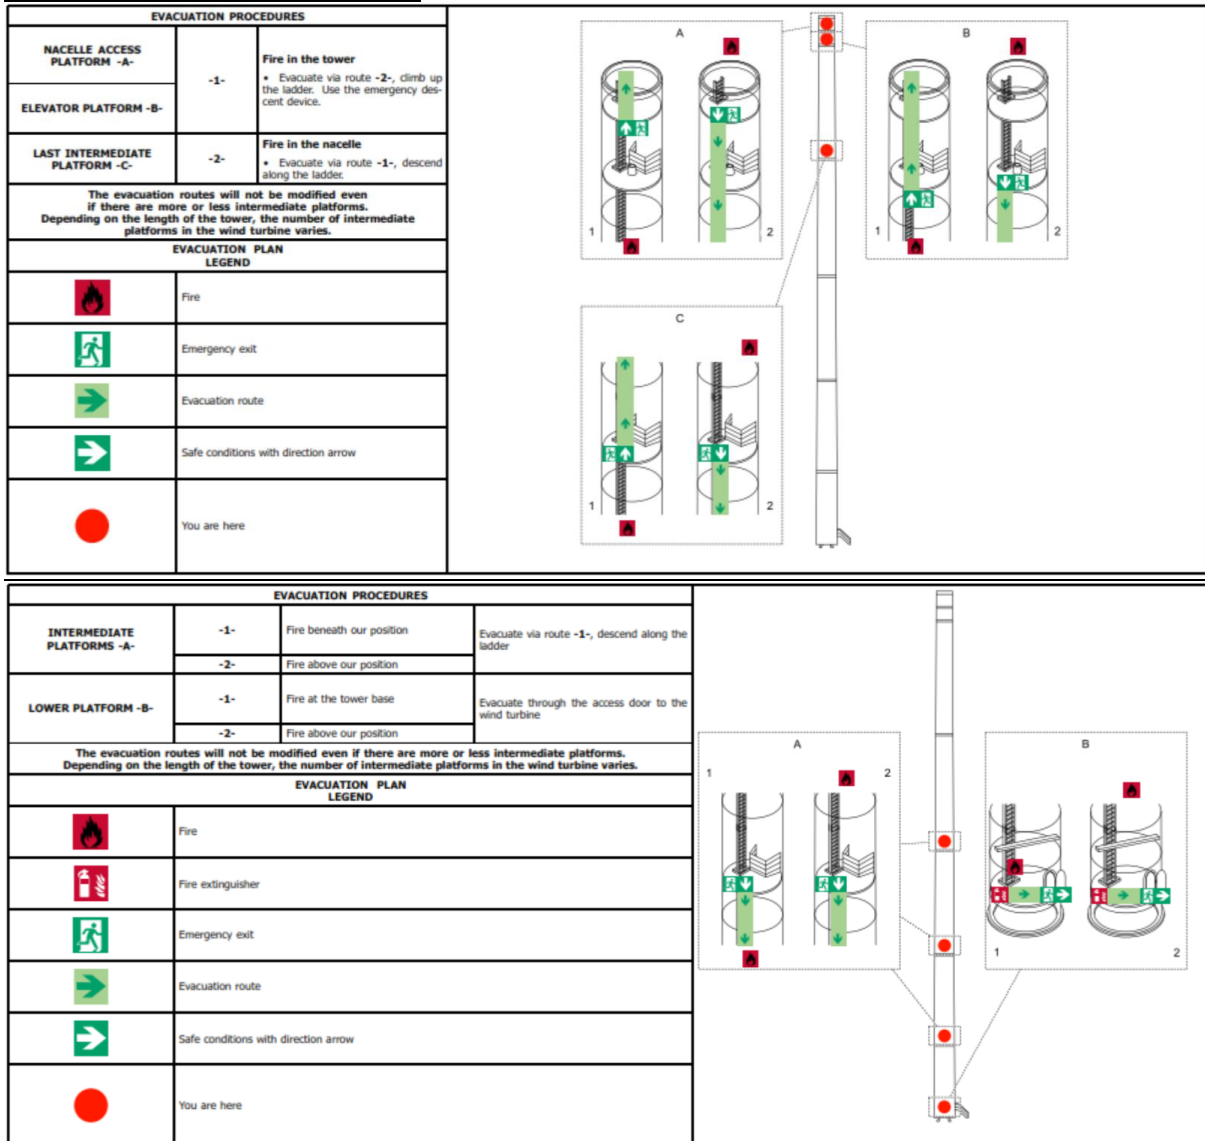 EVACUATION PROCEDURES
NACELLE ACCESS
PLATFORM -A-
ELEVATOR PLATFORM -B-
-1-
Fire in the tower
• Evacuate via route -2-, climb up
the ladder. Use the emergency des-
cent device.
LAST INTERMEDIATE
PLATFORM -C-
-2-
Fire in the nacelle
• Evacuate via route -1-, descend
along the ladder.
The evacuation routes will not be modified even
if there are more or less intermediate platforms.
Depending on the length of the tower, the number of intermediate
platforms in the wind turbine varies.
EVACUATION PLAN
LEGEND
Fire
Emergency exit
Evacuation route
Safe conditions with direction arrow
You are here
A
1
2
B
1
2
C
1
2
EVACUATION PROCEDURES
INTERMEDIATE
PLATFORMS -A-
-1-
Fire beneath our position
Evacuate via route -1-, descend along the
ladder
-2-
Fire above our position
LOWER PLATFORM -B-
-1-
Fire at the tower base
Evacuate through the access door to the
wind turbine
-2-
Fire above our position
The evacuation routes will not be modified even if there are more or less intermediate platforms.
Depending on the length of the tower, the number of intermediate platforms in the wind turbine varies.
EVACUATION PLAN
LEGEND
Fire
Fire extinguisher
Emergency exit
Evacuation route
Safe conditions with direction arrow
You are here
A
1
2
B
1
2